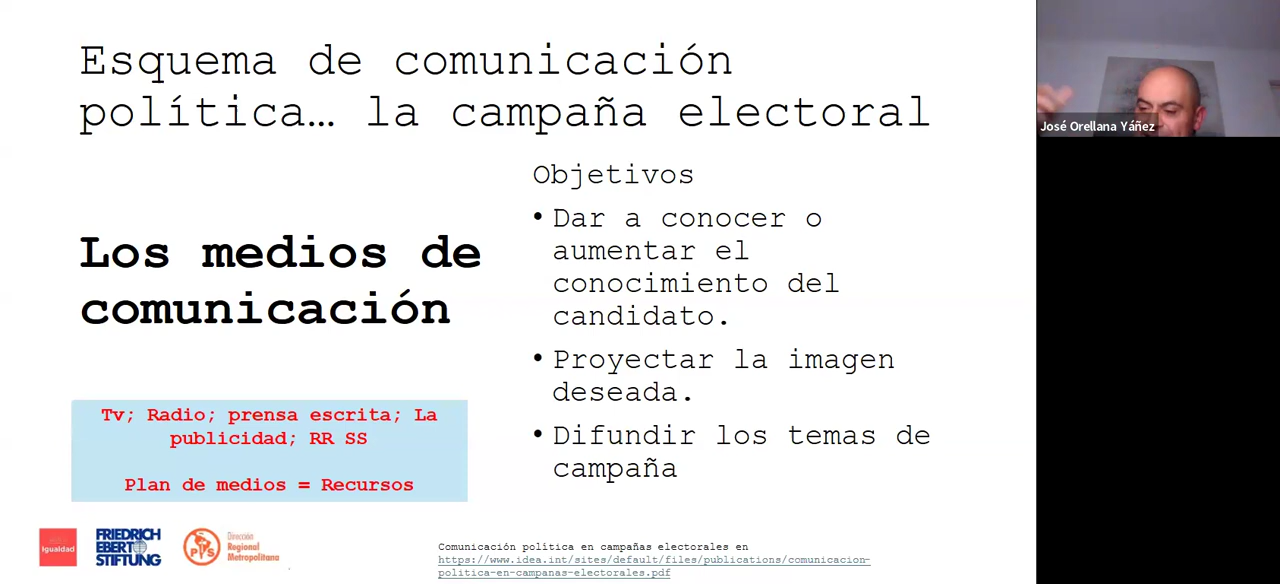 Esquema de comunicación
política… la campaña electoral
José Orellana Yáñez
Los medios de
comunicación
Objetivos
• Dar a conocer o
aumentar el
conocimiento del
candidato.
• Proyectar la imagen
deseada.
• Difundir los temas de
campaña
Tv; Radio; prensa escrita; La
publicidad; RR SS
Plan de medios = Recursos
Igualdad
FRIEDRICH
EBERT
STIFTUNG
PS
Dirección
Regional
Metropolitana
Comunicación política en campañas electorales en
https://www.idea.int/sites/default/files/publications/comunicacion-
politica-en-campanas-electorales.pdf